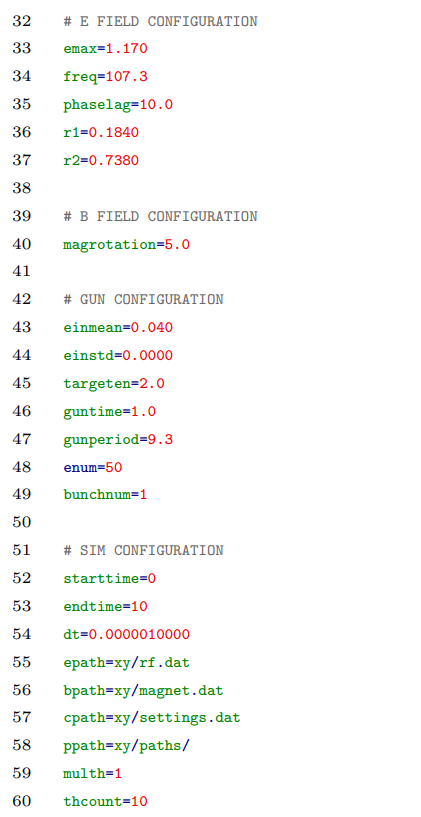 32 # E FIELD CONFIGURATION
33 emax=1.170
34 freq=107.3
35 phaselag=10.0
36 r1=0.1840
37 r2=0.7380
38
39 # B FIELD CONFIGURATION
40 magrotation=5.0
41
42 # GUN CONFIGURATION
43 einmean=0.040
44 einstd=0.0000
45 targeten=2.0
46 guntime=1.0
47 gunperiod=9.3
48 enum=50
49 bunchnum=1
50
51 # SIM CONFIGURATION
52 starttime=0
53 endtime=10
54 dt=0.0000010000
55 epath=xy/rf.dat
56 bpath=xy/magnet.dat
57 cpath=xy/settings.dat
58 ppath=xy/paths/
59 multh=1
60 thcount=10